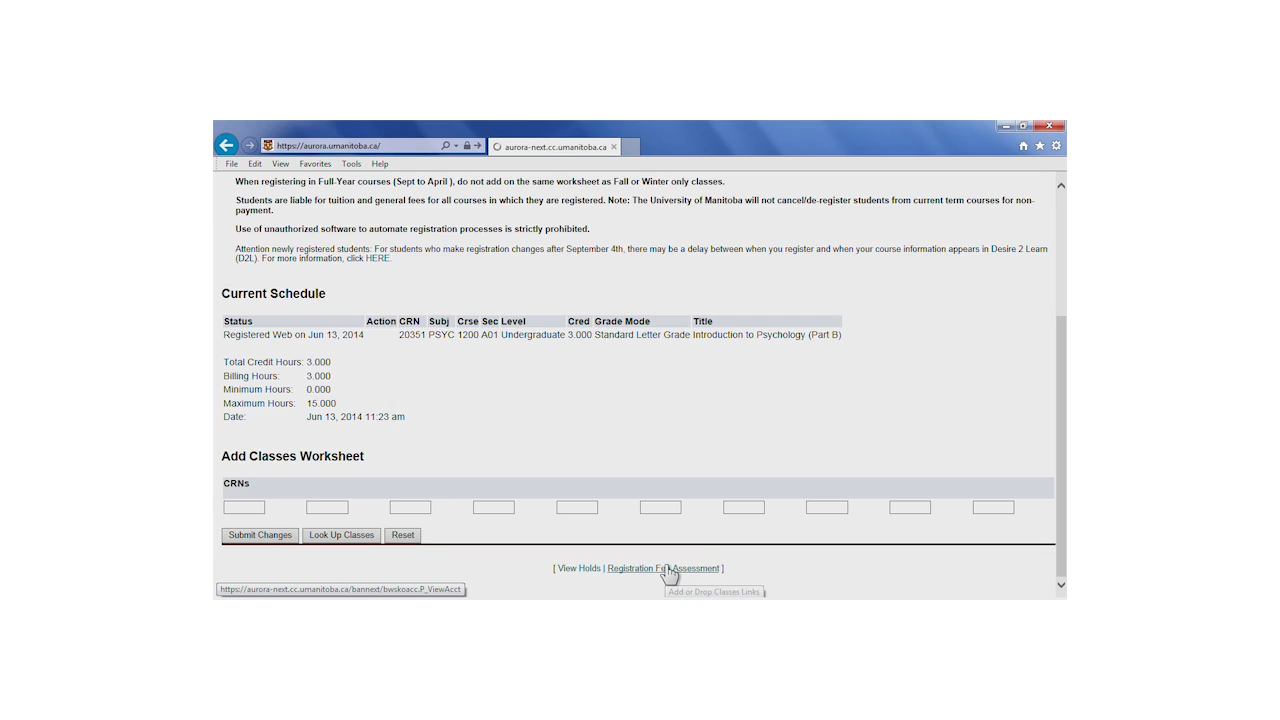 https://aurora.umanitoba.ca/
aurora-next.cc.umanitoba.ca
File Edit View Favorites Tools Help
When registering in Full-Year courses (Sept to April ), do not add on the same worksheet as Fall or Winter only classes.
Students are liable for tuition and general fees for all courses in which they are registered. Note: The University of Manitoba will not cancel/de-register students from current term courses for non-
payment.
Use of unauthorized software to automate registration processes is strictly prohibited.
Attention newly registered students: For students who make registration changes after September 4th, there may be a delay between when you register and when your course information appears in Desire 2 Learn
(D2L). For more information, click HERE.
Current Schedule
Status Action CRN Subj Crse Sec Level Cred Grade Mode Title
Registered Web on Jun 13, 2014 20351 PSYC 1200 A01 Undergraduate 3.000 Standard Letter Grade Introduction to Psychology (Part B)
Total Credit Hours: 3.000
Billing Hours: 3.000
Minimum Hours: 0.000
Maximum Hours: 15.000
Date: Jun 13, 2014 11:23 am
Add Classes Worksheet
CRNs
Submit Changes Look Up Classes Reset
[ View Holds | Registration Fee Assessment ]
https://aurora-next.cc.umanitoba.ca/bannext/bwskoacc.P_ViewAcct
Add or Drop Classes Links